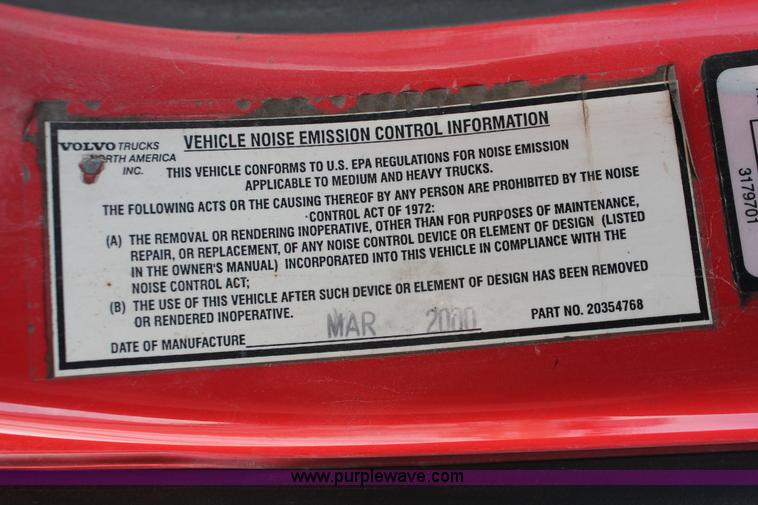 VOLVO TRUCKS
NORTH AMERICA
INC.
VEHICLE NOISE EMISSION CONTROL INFORMATION
THIS VEHICLE CONFORMS TO U.S. EPA REGULATIONS FOR NOISE EMISSION
APPLICABLE TO MEDIUM AND HEAVY TRUCKS.
THE FOLLOWING ACTS OR THE CAUSING THEREOF BY ANY PERSON ARE PROHIBITED BY THE NOISE
CONTROL ACT OF 1972:
(A) THE REMOVAL OR RENDERING INOPERATIVE, OTHER THAN FOR PURPOSES OF MAINTENANCE,
REPAIR, OR REPLACEMENT, OF ANY NOISE CONTROL DEVICE OR ELEMENT OF DESIGN (LISTED
IN THE OWNER'S MANUAL) INCORPORATED INTO THIS VEHICLE IN COMPLIANCE WITH THE
NOISE CONTROL ACT;
(B) THE USE OF THIS VEHICLE AFTER SUCH DEVICE OR ELEMENT OF DESIGN HAS BEEN REMOVED
OR RENDERED INOPERATIVE.
DATE OF MANUFACTURE MAR 2000 PART NO. 20354768
3179701
www.purplewave.com